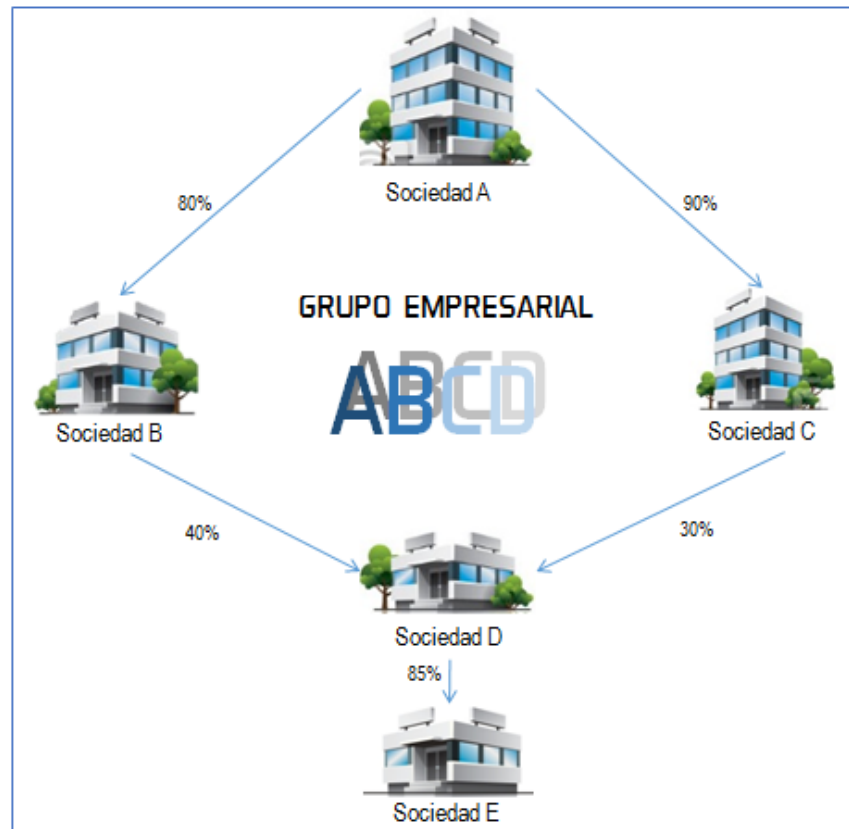 Sociedad A
80%
90%
GRUPO EMPRESARIAL
ABCD
Sociedad B
Sociedad C
40%
30%
Sociedad D
85%
Sociedad E